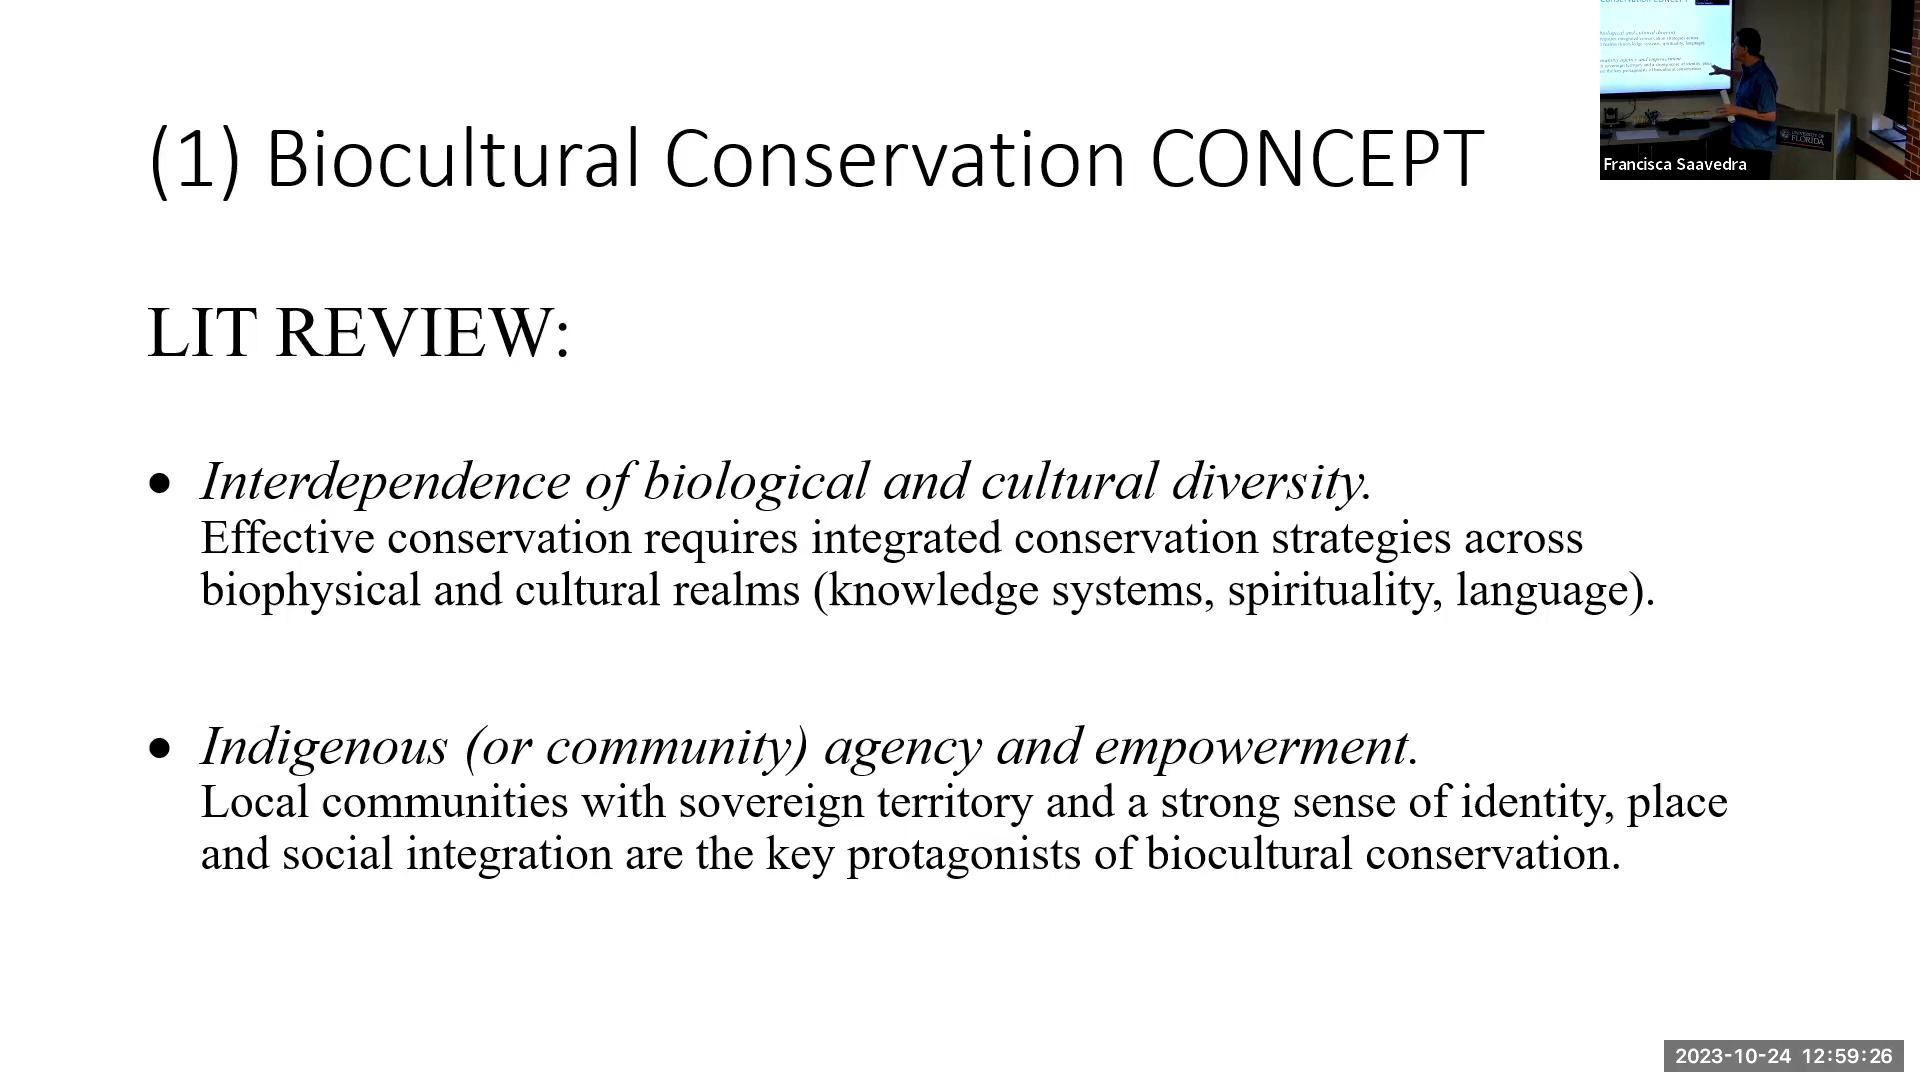 (1) Biocultural Conservation CONCEPT
LIT REVIEW:
• Interdependence of biological and cultural diversity.
Effective conservation requires integrated conservation strategies across
biophysical and cultural realms (knowledge systems, spirituality, language).
• Indigenous (or community) agency and empowerment.
Local communities with sovereign territory and a strong sense of identity, place
and social integration are the key protagonists of biocultural conservation.
Francisca Saavedra
UNIVERSITY OF
FLORIDA
2023-10-24 12:59:26